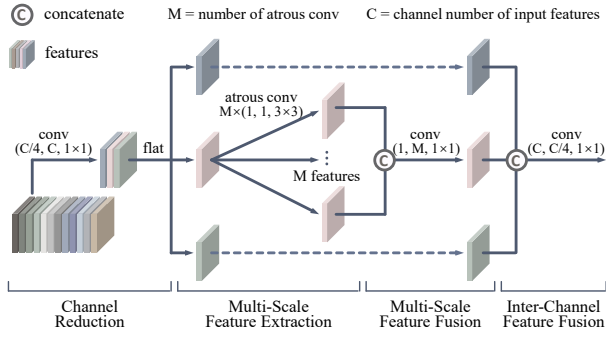 C concatenate
M = number of atrous conv
C = channel number of input features
features
conv
(C/4, C, 1×1)
flat
atrous conv
M×(1, 1, 3×3)
⋮
M features
C
conv
(1, M, 1×1)
C
conv
(C, C/4, 1×1)
Channel
Reduction
Multi-Scale
Feature Extraction
Multi-Scale
Feature Fusion
Inter-Channel
Feature Fusion